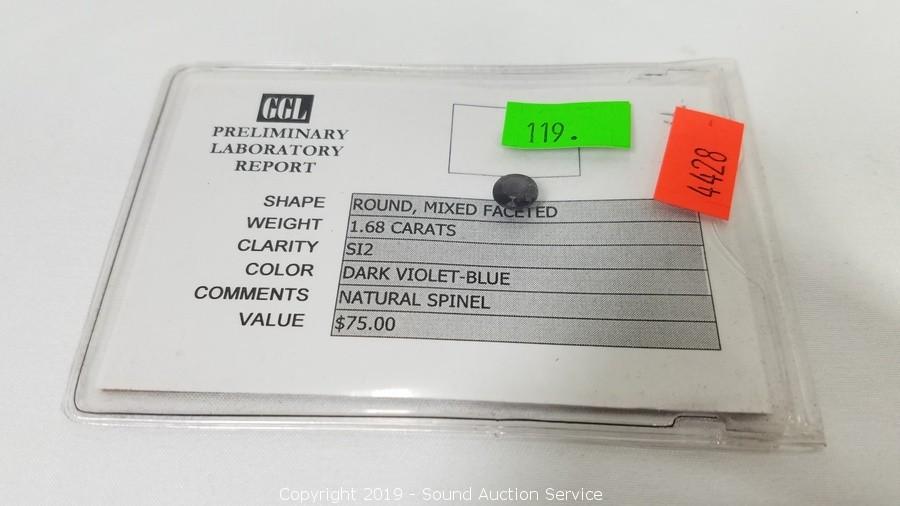 GGL
PRELIMINARY
LABORATORY
REPORT
119.
4428
SHAPE ROUND, MIXED FACETED
WEIGHT 1.68 CARATS
CLARITY SI2
COLOR DARK VIOLET-BLUE
COMMENTS NATURAL SPINEL
VALUE $75.00
Copyright 2019 - Sound Auction Service